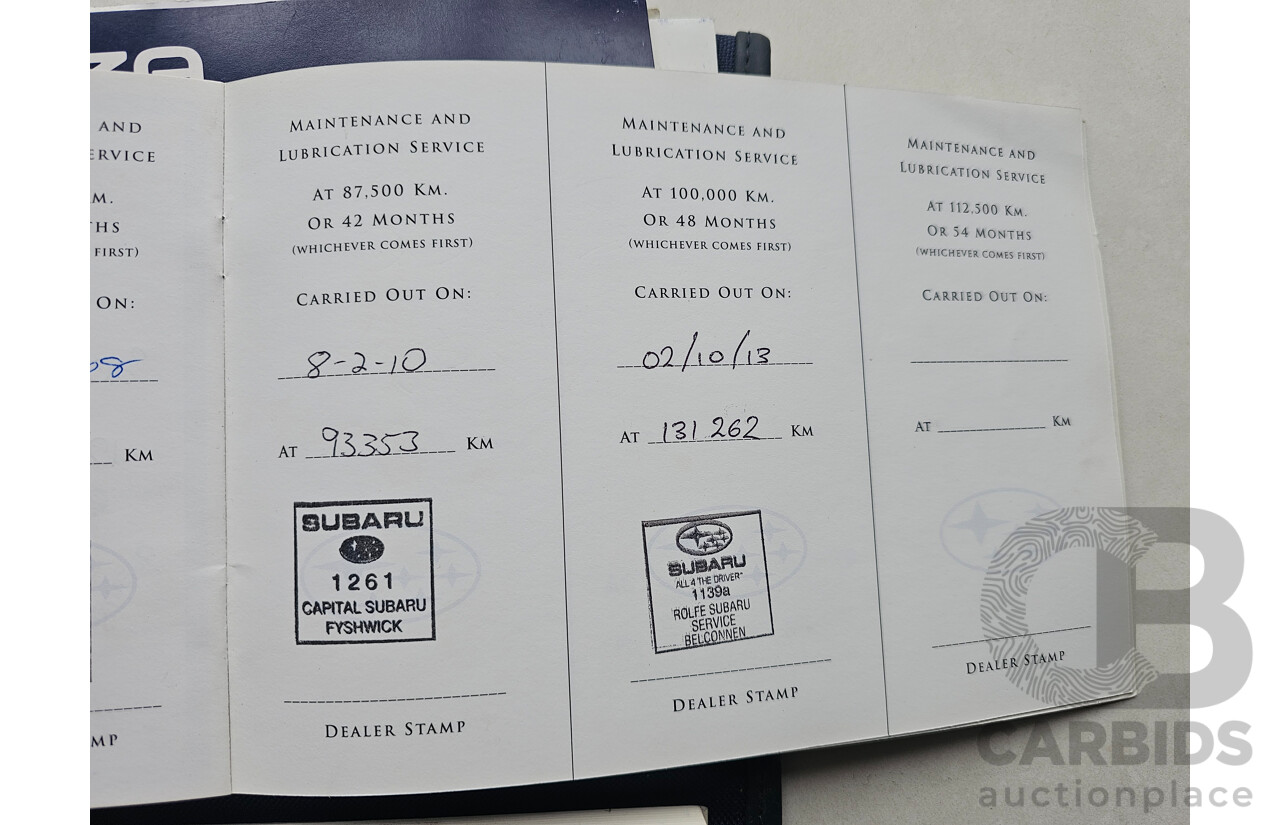 AND
ERVICE
M.
THS
FIRST)
ON:
08
KM
MP
MAINTENANCE AND
LUBRICATION SERVICE
AT 87,500 KM.
OR 42 MONTHS
(WHICHEVER COMES FIRST)
CARRIED OUT ON:
8-2-10
AT 93353 KM
SUBARU
1261
CAPITAL SUBARU
FYSHWICK
DEALER STAMP
MAINTENANCE AND
LUBRICATION SERVICE
AT 100,000 KM.
OR 48 MONTHS
(WHICHEVER COMES FIRST)
CARRIED OUT ON:
02/10/13
AT 131 262 KM
SUBARU
ALL 4 THE DRIVER
1139a
ROLFE SUBARU
SERVICE
BELCONNEN
DEALER STAMP
MAINTENANCE AND
LUBRICATION SERVICE
AT 112,500 KM.
OR 54 MONTHS
(WHICHEVER COMES FIRST)
CARRIED OUT ON:
AT KM
DEALER STAMP
CB
CARBIDS
auctionplace